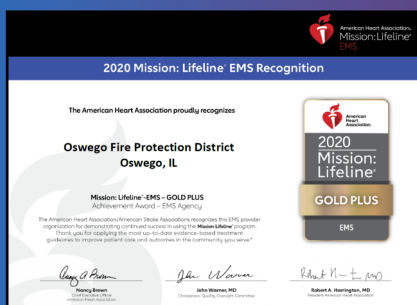 American Heart Association.
Mission:Lifeline®
EMS
2020 Mission: Lifeline® EMS Recognition
The American Heart Association proudly recognizes
Oswego Fire Protection District
Oswego, IL
Mission: Lifeline®-EMS – GOLD PLUS
Achievement Award – EMS Agency
The American Heart Association/American Stroke Associations recognizes this EMS provider
organization for demonstrating continued success in using the Mission Lifeline® program.
Thank you for applying the most up-to-date evidence-based treatment
guidelines to improve patient care and outcomes in the community you serve."
American
Heart
Association.
2020
Mission:
Lifeline®
GOLD PLUS
EMS
Nancy Brown
Chief Executive Officer
American Heart Association
John Warner, MD
Chairperson, Quality Oversight Committee
Robert A. Harrington, MD
President American Heart Association